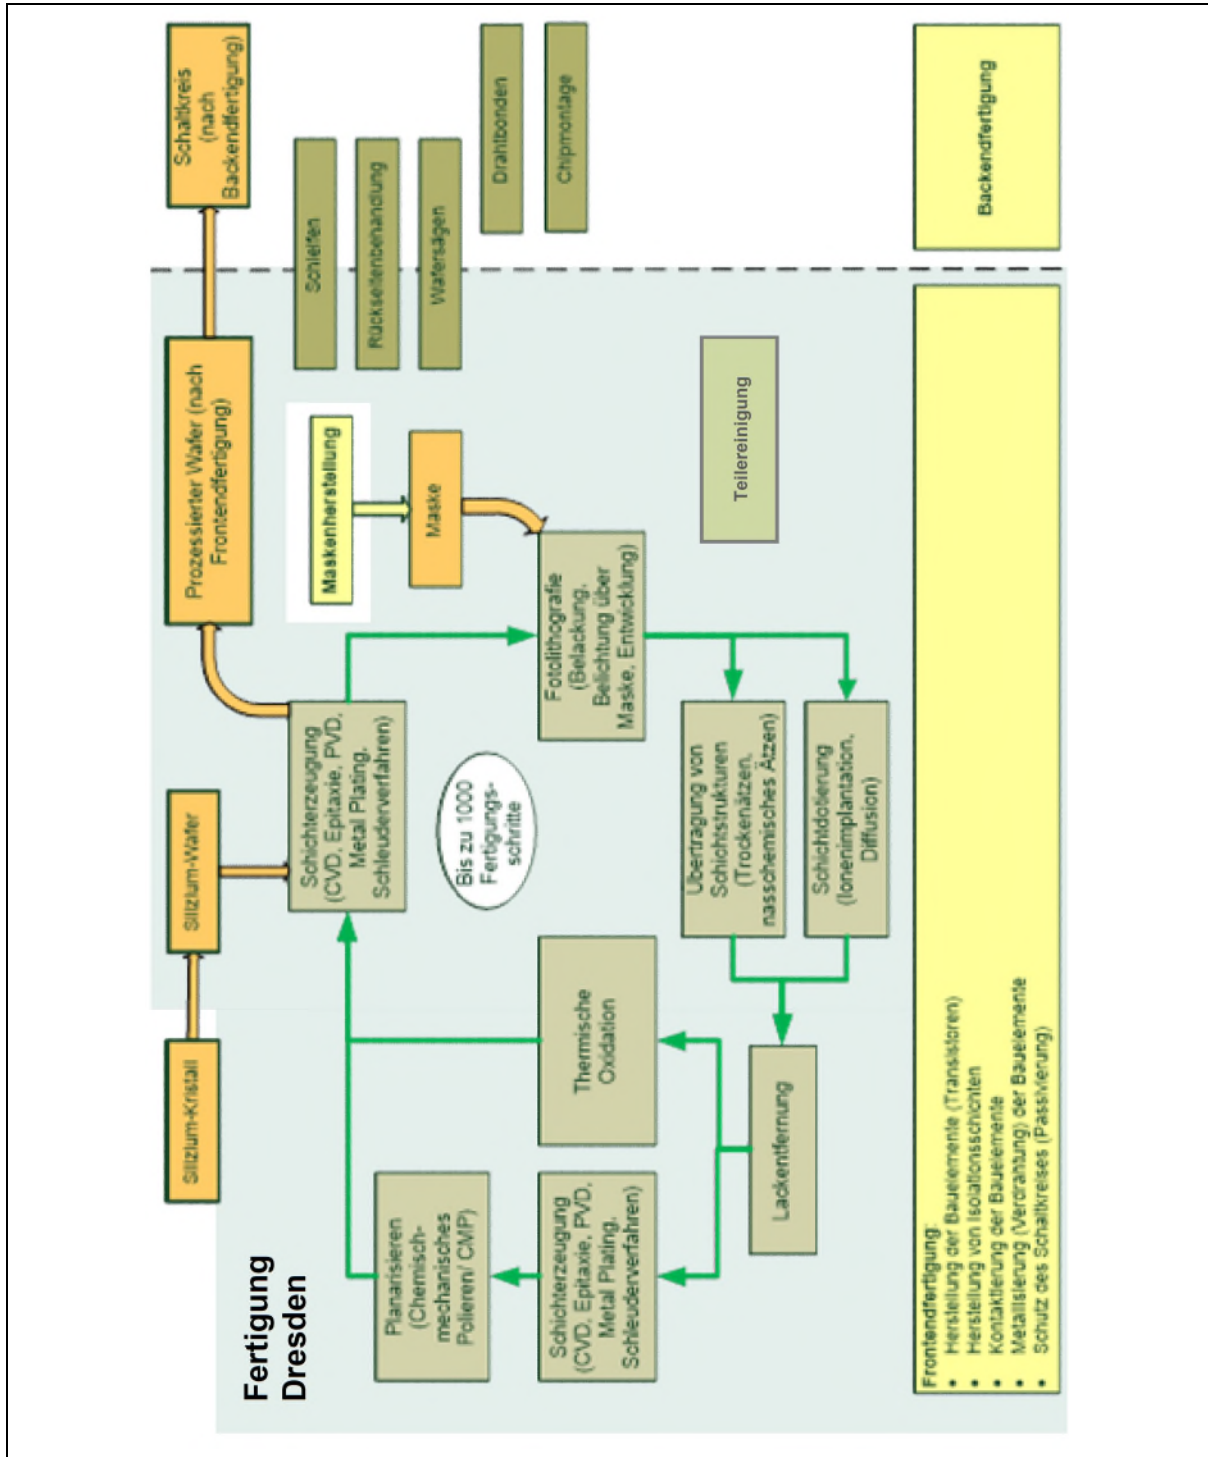 Fertigung
Dresden
Silizium-Kristall
Silizium-Wafer
Prozessierter Wafer (nach
Frontendfertigung)
Schaltkreis
(nach
Backendfertigung)
Schichterzeugung
(CVD, Epitaxie, PVD,
Metal Plating,
Schleuderverfahren)
Maskenherstellung
Maske
Schleifen
Rückseitenbehandlung
Wafersägen
Drahtbonden
Chipmontage
Planarisieren
(Chemisch-
mechanisches
Polieren/ CMP)
Bis zu 1000
Fertigungs-
schritte
Schichterzeugung
(CVD, Epitaxie, PVD,
Metal Plating,
Schleuderverfahren)
Thermische
Oxidation
Fotolithografie
(Belackung,
Belichtung über
Maske, Entwicklung)
Übertragung von
Schichtstrukturen
(Trockenätzen,
nasschemisches Ätzen)
Teilereinigung
Lackentfernung
Schichtdotierung
(Ionenimplantation,
Diffusion)
Frontendfertigung:
• Herstellung der Bauelemente (Transistoren)
• Herstellung von Isolationsschichten
• Kontaktierung der Bauelemente
• Metallisierung (Verdrahtung) der Bauelemente
• Schutz des Schaltkreises (Passivierung)
Backendfertigung